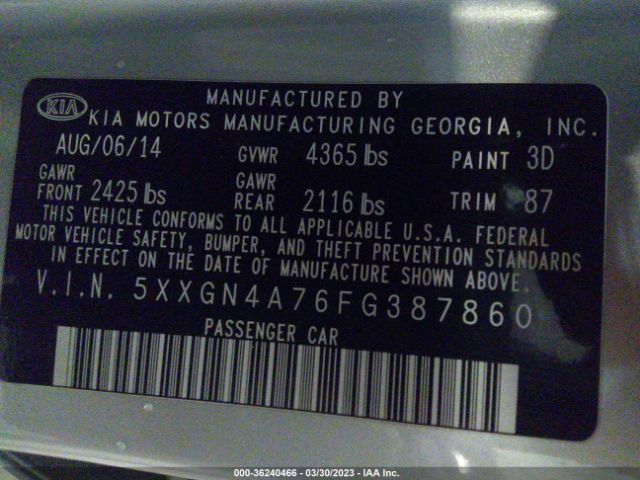 MANUFACTURED BY
KIA KIA MOTORS MANUFACTURING GEORGIA, INC.
AUG/06/14 GVWR 4365 lbs PAINT 3D
GAWR FRONT 2425 lbs GAWR REAR 2116 lbs TRIM 87
THIS VEHICLE CONFORMS TO ALL APPLICABLE U.S.A. FEDERAL
MOTOR VEHICLE SAFETY, BUMPER, AND THEFT PREVENTION STANDARDS
IN EFFECT ON THE DATE OF MANUFACTURE SHOWN ABOVE.
V.I.N. 5XXGN4A76FG387860
PASSENGER CAR
000-36240466 - 03/30/2023 - IAA Inc.